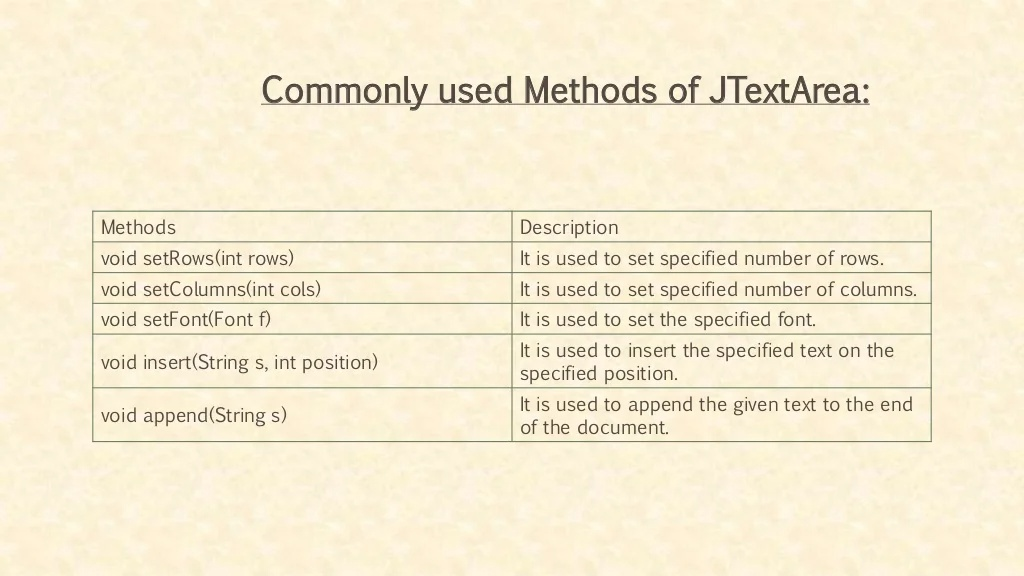 Commonly used Methods of JTextArea:
Methods
Description
void setRows(int rows)
It is used to set specified number of rows.
void setColumns(int cols)
It is used to set specified number of columns.
void setFont(Font f)
It is used to set the specified font.
void insert(String s, int position)
It is used to insert the specified text on the
specified position.
void append(String s)
It is used to append the given text to the end
of the document.